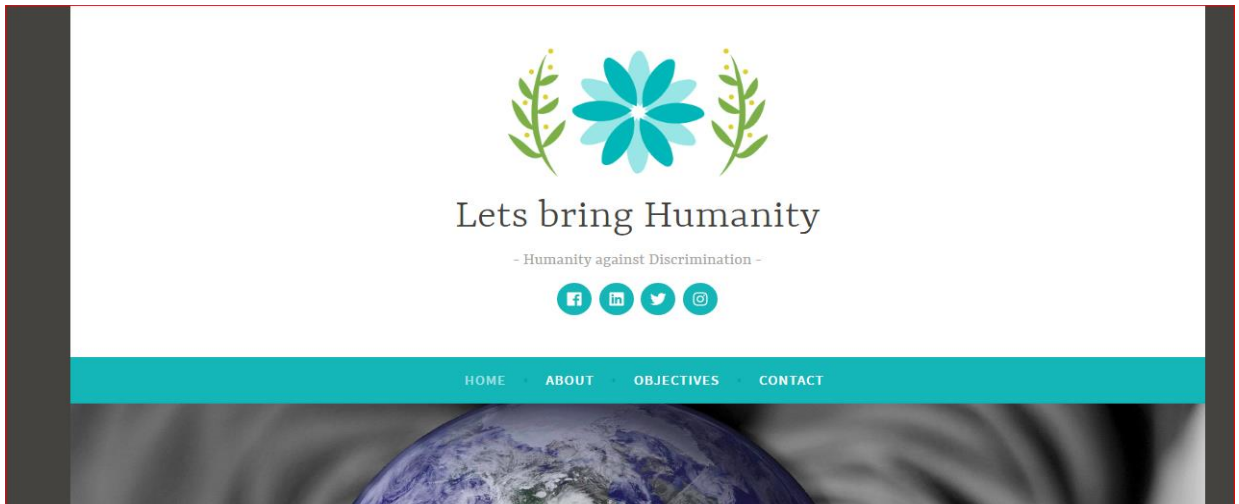 Lets bring Humanity
- Humanity against Discrimination -
HOME ABOUT OBJECTIVES CONTACT